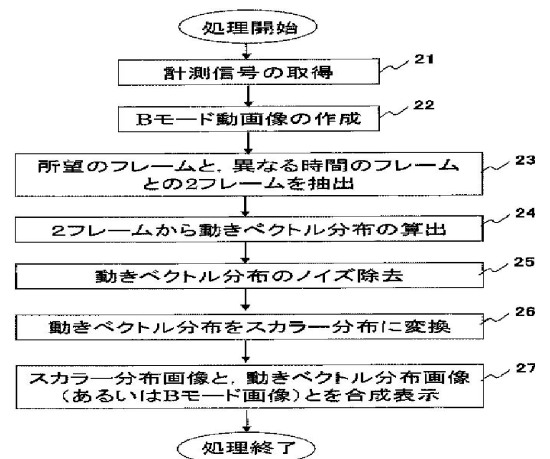 処理開始
計測信号の取得
21
Bモード動画像の作成
22
所望のフレームと,異なる時間のフレーム
との2フレームを抽出
23
2フレームから動きベクトル分布の算出
24
動きベクトル分布のノイズ除去
25
動きベクトル分布をスカラー分布に変換
26
スカラー分布画像と,動きベクトル分布画像
(あるいはBモード画像)とを合成表示
27
処理終了